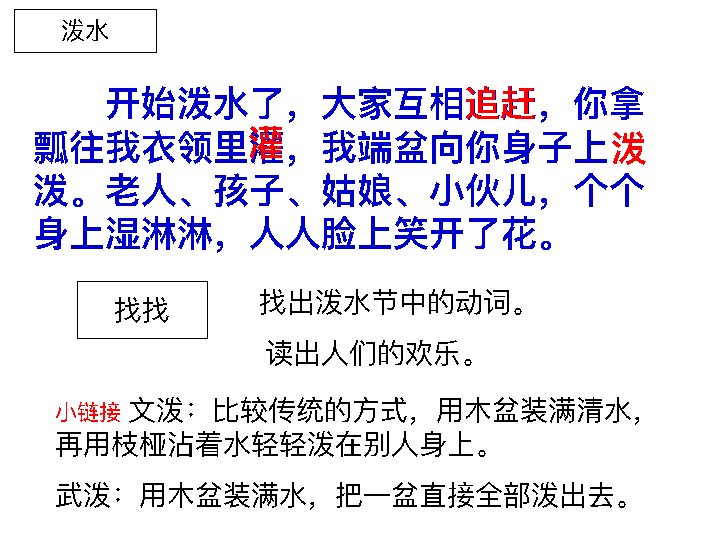 泼水
开始泼水了，大家互相追赶，你拿
瓢往我衣领里灌，我端盆向你身子上泼
泼。老人、孩子、姑娘、小伙儿，个个
身上湿淋淋，人人脸上笑开了花。
找找
找出泼水节中的动词。
读出人们的欢乐。
小链接 文泼：比较传统的方式，用木盆装满清水，
再用枝桠沾着水轻轻泼在别人身上。
武泼：用木盆装满水，把一盆直接全部泼出去。